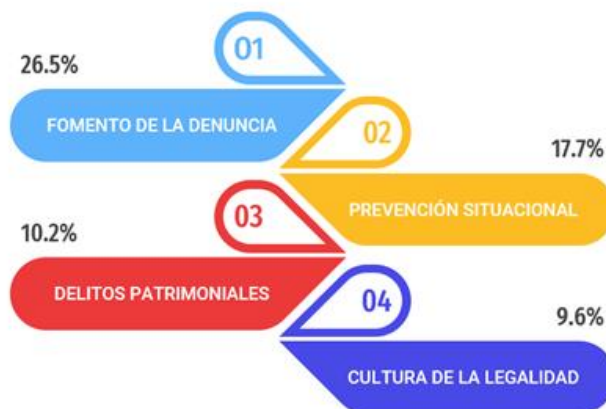 01
26.5%
FOMENTO DE LA DENUNCIA
02
17.7%
PREVENCIÓN SITUACIONAL
03
10.2%
DELITOS PATRIMONIALES
04
9.6%
CULTURA DE LA LEGALIDAD